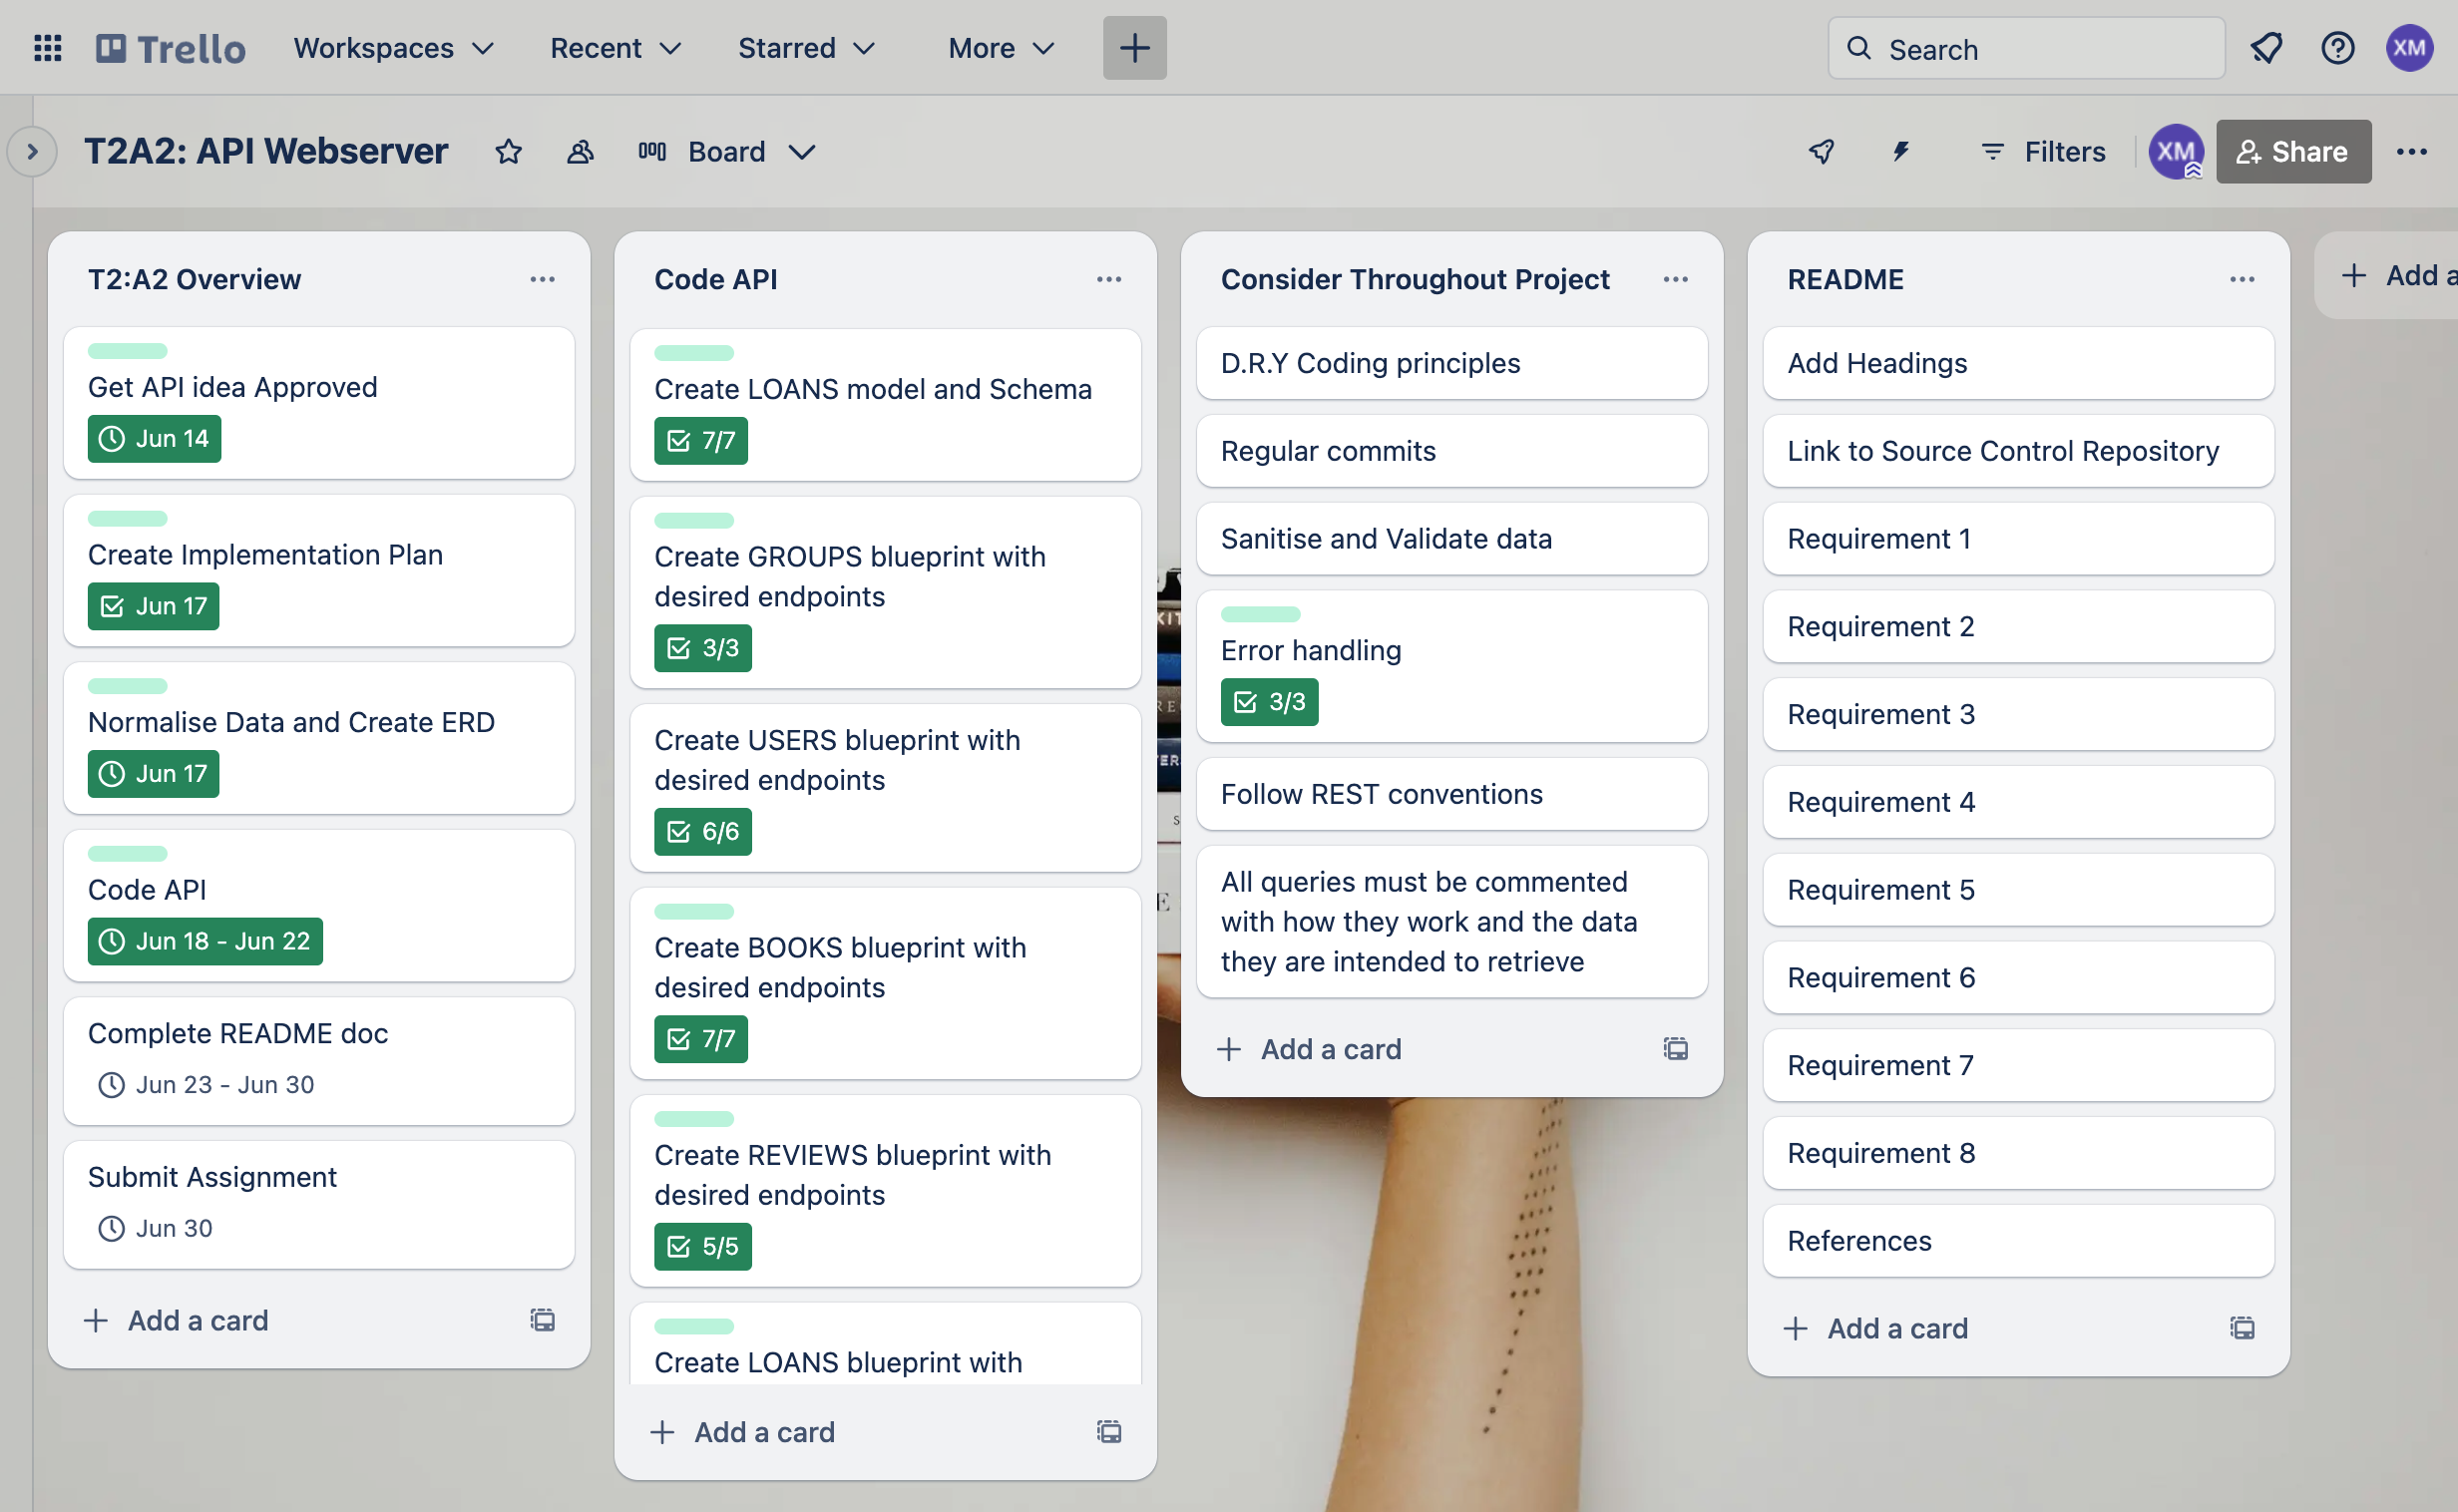 Trello
Workspaces
Recent
Starred
More
Search
XM
T2A2: API Webserver
Board
Filters
XM
Share
T2:A2 Overview
Get API idea Approved
Jun 14
Create Implementation Plan
Jun 17
Normalise Data and Create ERD
Jun 17
Code API
Jun 18 - Jun 22
Complete README doc
Jun 23 - Jun 30
Submit Assignment
Jun 30
Add a card
Code API
Create LOANS model and Schema
7/7
Create GROUPS blueprint with
desired endpoints
3/3
Create USERS blueprint with
desired endpoints
6/6
Create BOOKS blueprint with
desired endpoints
7/7
Create REVIEWS blueprint with
desired endpoints
5/5
Create LOANS blueprint with
Add a card
Consider Throughout Project
D.R.Y Coding principles
Regular commits
Sanitise and Validate data
Error handling
3/3
Follow REST conventions
All queries must be commented
with how they work and the data
they are intended to retrieve
Add a card
README
Add Headings
Link to Source Control Repository
Requirement 1
Requirement 2
Requirement 3
Requirement 4
Requirement 5
Requirement 6
Requirement 7
Requirement 8
References
Add a card
Add a